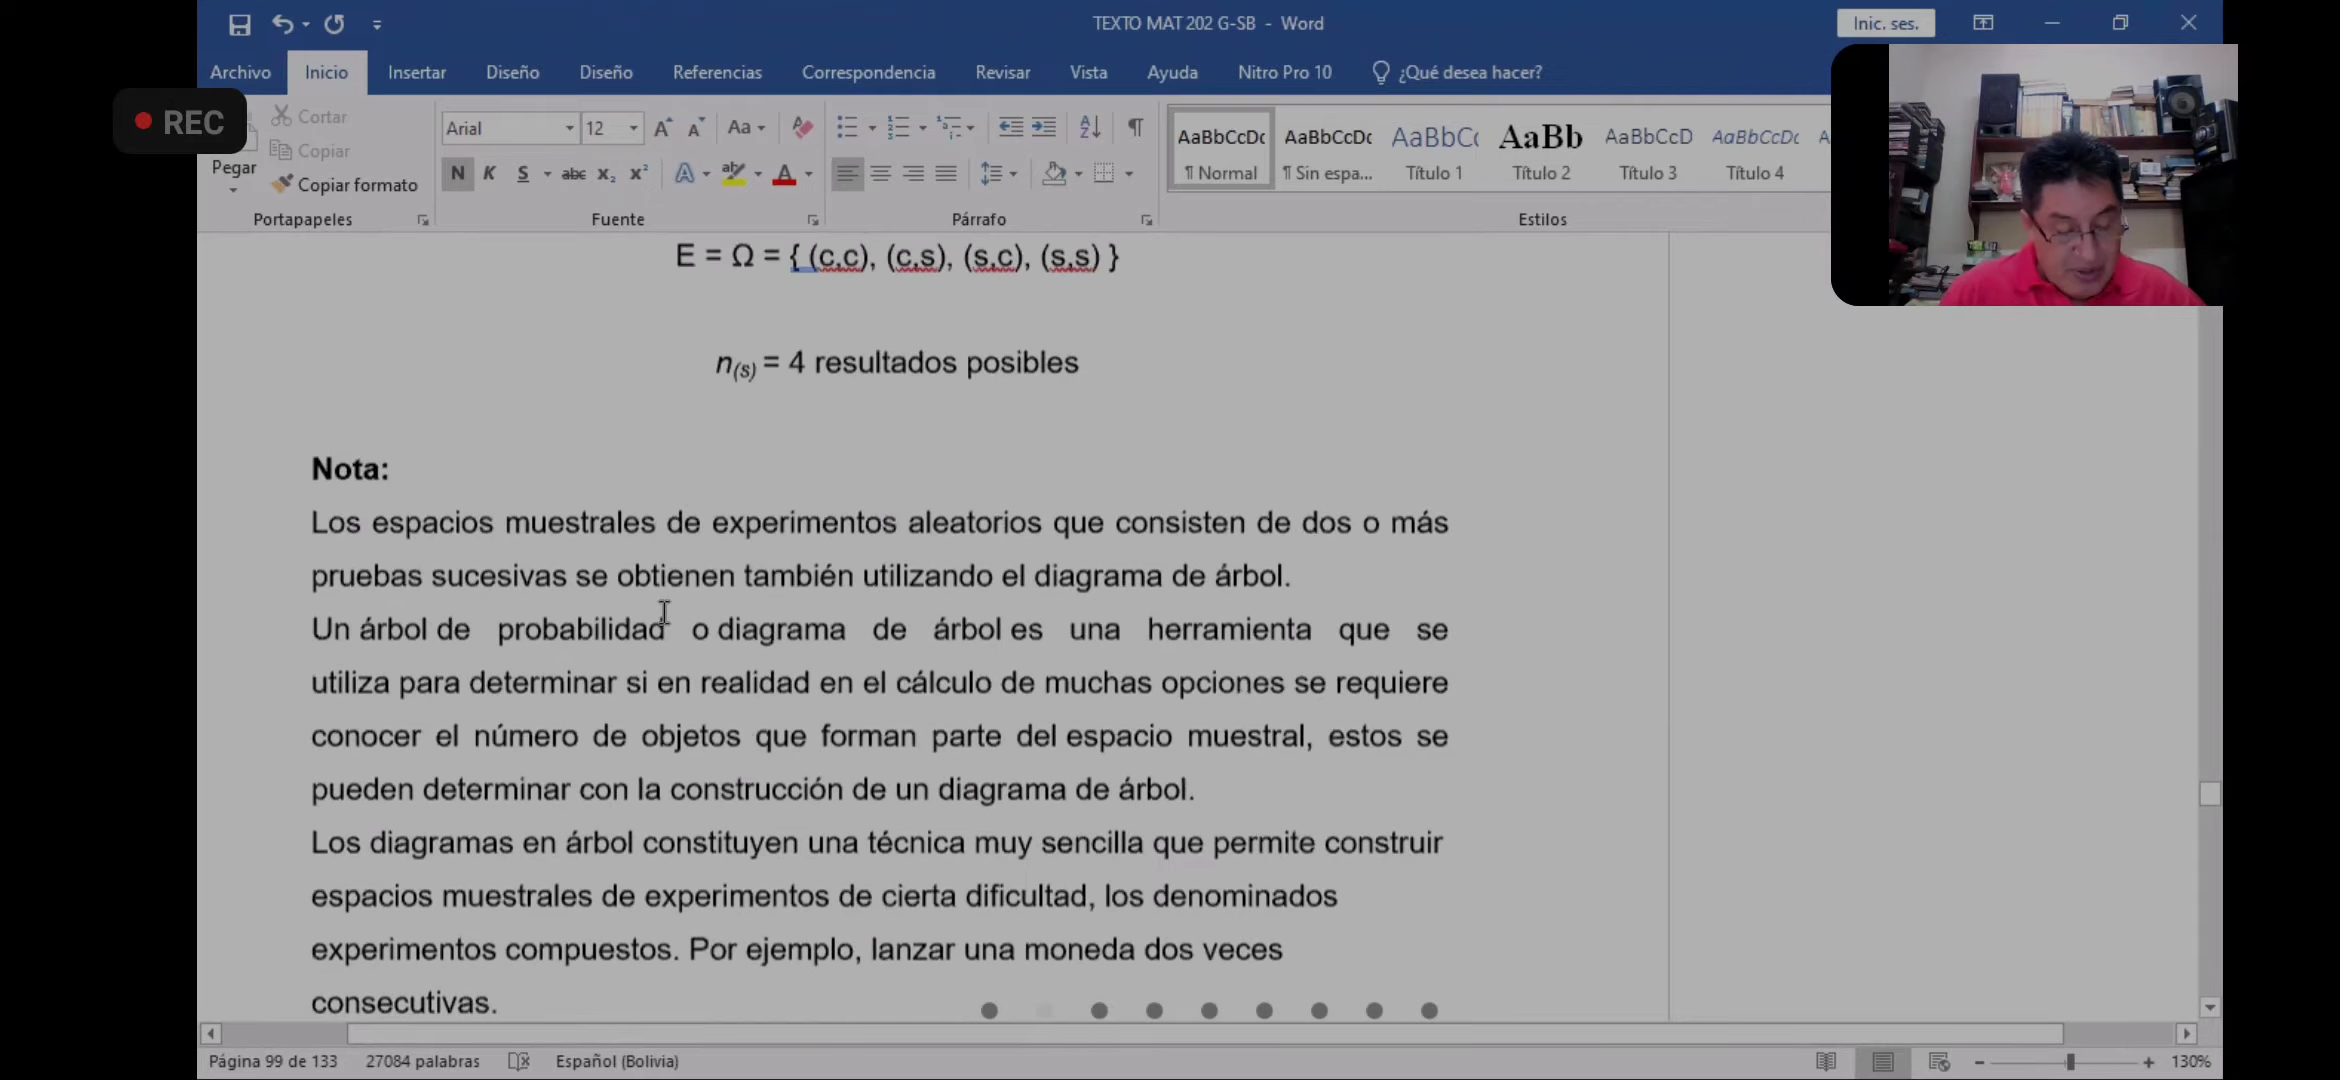 TEXTO MAT 202 G-SB - Word
Inic. ses.
Archivo Inicio Insertar Diseño Diseño Referencias Correspondencia Revisar Vista Ayuda Nitro Pro 10 ¿Qué desea hacer?
REC
Cortar
Copiar
Copiar formato
Pegar
Portapapeles
Arial 12
Aa
N K S abc x₂ x²
Fuente
Párrafo
AaBbCcDc AaBbCcDc AaBbC AaBb AaBbCcD AaBbCcDc
¶ Normal ¶ Sin espa... Título 1 Título 2 Título 3 Título 4
Estilos
E = Ω = { (c,c), (c,s), (s,c), (s,s) }
n(s) = 4 resultados posibles
Nota:
Los espacios muestrales de experimentos aleatorios que consisten de dos o más
pruebas sucesivas se obtienen también utilizando el diagrama de árbol.
Un árbol de probabilidad o diagrama de árbol es una herramienta que se
utiliza para determinar si en realidad en el cálculo de muchas opciones se requiere
conocer el número de objetos que forman parte del espacio muestral, estos se
pueden determinar con la construcción de un diagrama de árbol.
Los diagramas en árbol constituyen una técnica muy sencilla que permite construir
espacios muestrales de experimentos de cierta dificultad, los denominados
experimentos compuestos. Por ejemplo, lanzar una moneda dos veces
consecutivas.
Página 99 de 133 27084 palabras Español (Bolivia) 130%